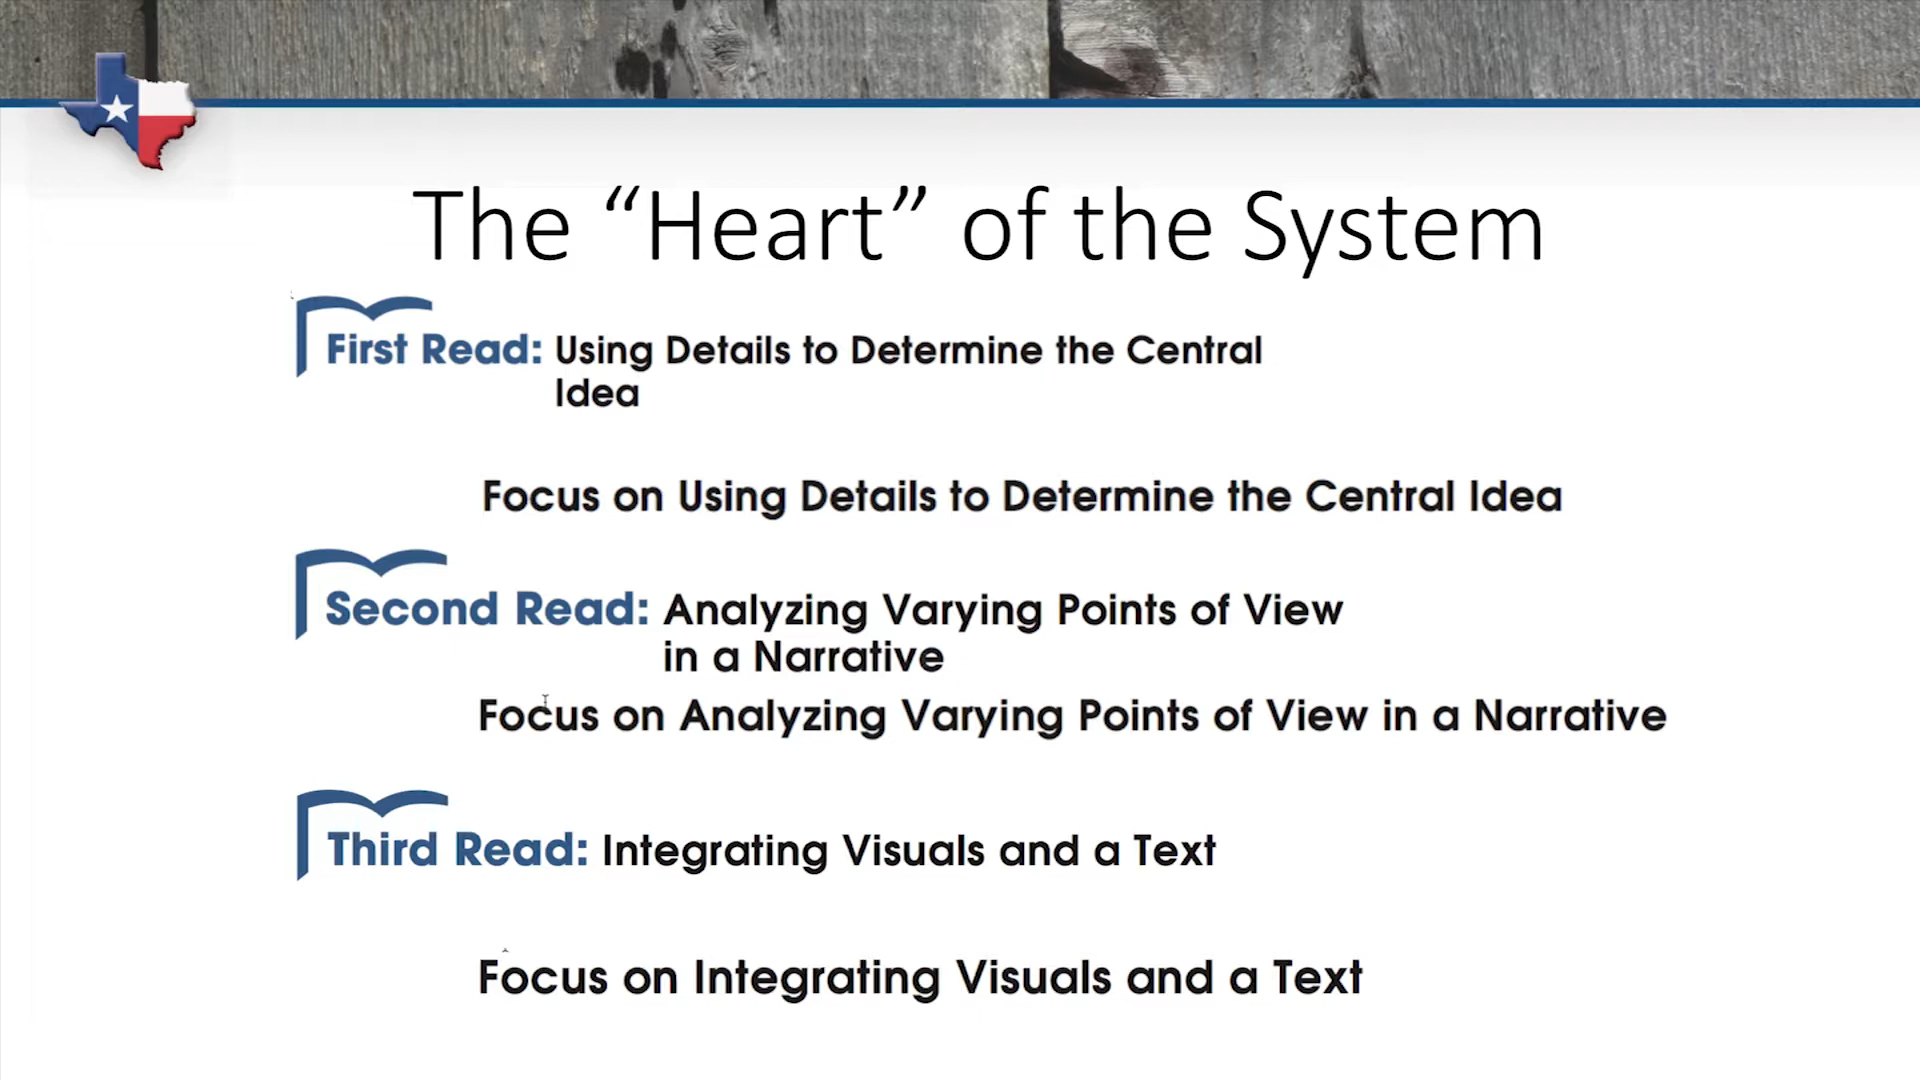 The “Heart” of the System
First Read: Using Details to Determine the Central
Idea
Focus on Using Details to Determine the Central Idea
Second Read: Analyzing Varying Points of View
in a Narrative
Focus on Analyzing Varying Points of View in a Narrative
Third Read: Integrating Visuals and a Text
Focus on Integrating Visuals and a Text